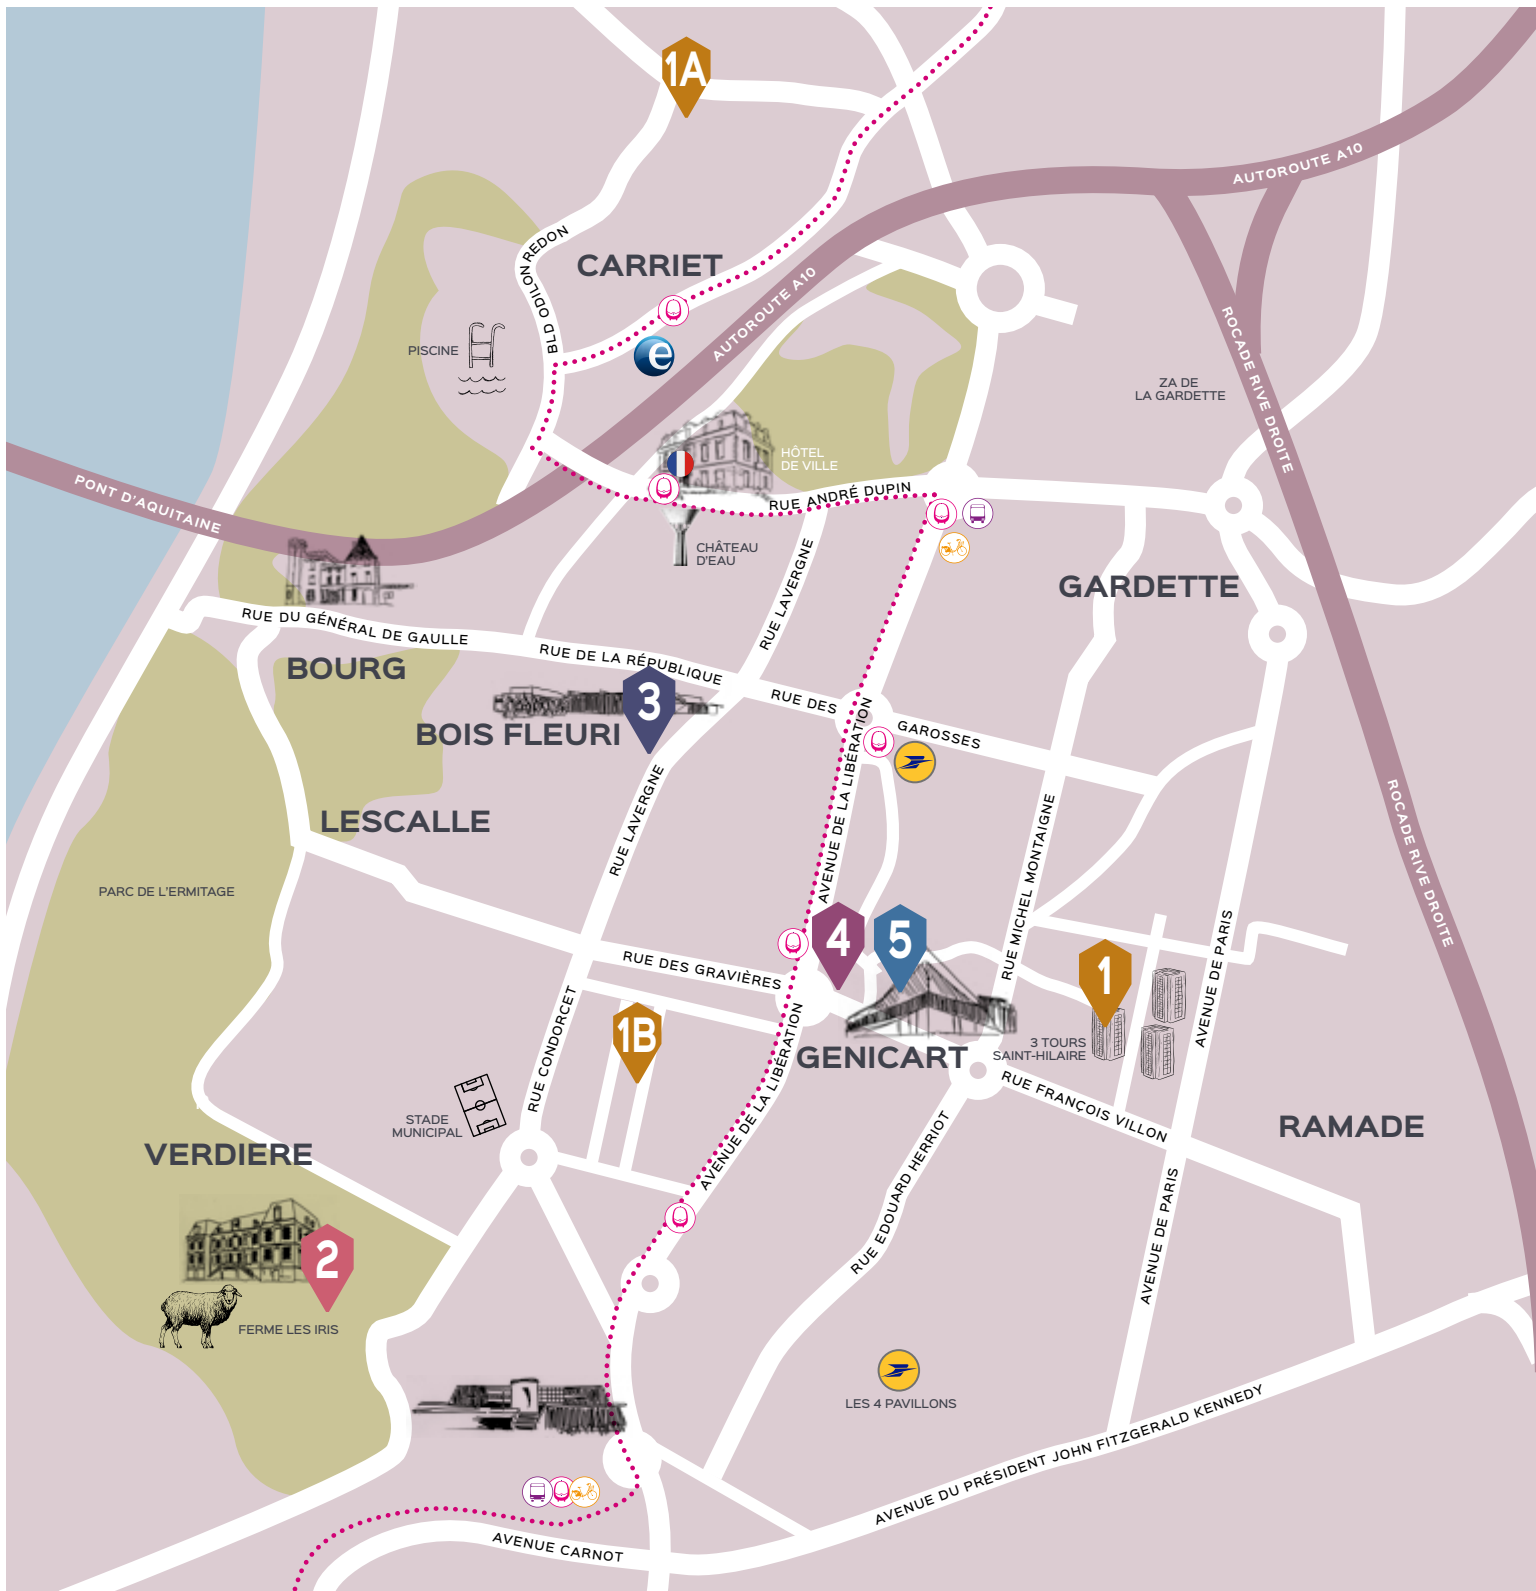 1A
AUTOROUTE A10
BLD ODILON REDON
CARRIET
AUTOROUTE A10
ROCADE RIVE DROITE
PISCINE
e
ZA DE
LA GARDETTE
HÔTEL
DE VILLE
PONT D'AQUITAINE
RUE ANDRÉ DUPIN
CHÂTEAU
D'EAU
RUE LAVERGNE
GARDETTE
RUE DU GÉNÉRAL DE GAULLE
RUE DE LA RÉPUBLIQUE
BOURG
RUE DES
GAROSSES
3
BOIS FLEURI
AVENUE DE LA LIBÉRATION
RUE LAVERGNE
LESCALLE
RUE MICHEL MONTAIGNE
ROCADE RIVE DROITE
PARC DE L'ERMITAGE
4
5
AVENUE DE PARIS
RUE DES GRAVIÈRES
1
RUE CONDORCET
1B
AVENUE DE LA LIBÉRATION
GENICART
3 TOURS
SAINT-HILAIRE
RUE FRANÇOIS VILLON
STADE
MUNICIPAL
RAMADE
VERDIERE
RUE EDOUARD HERRIOT
AVENUE DE PARIS
2
FERME LES IRIS
LES 4 PAVILLONS
AVENUE DU PRÉSIDENT JOHN FITZGERALD KENNEDY
AVENUE CARNOT